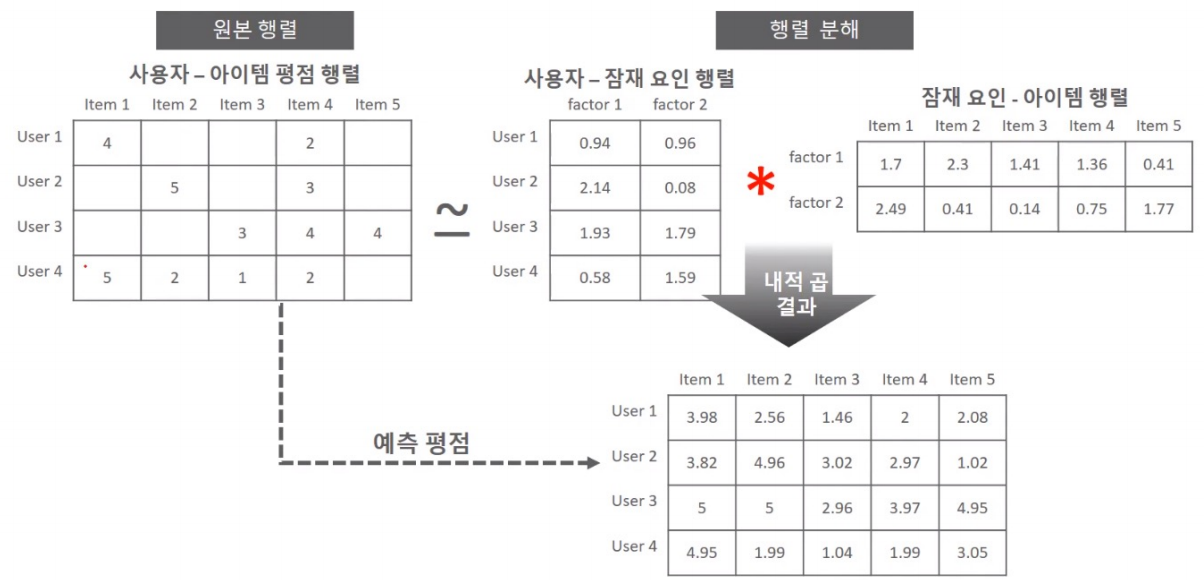 원본 행렬
행렬 분해
사용자 – 아이템 평점 행렬
Item 1 Item 2 Item 3 Item 4 Item 5
User 1 4 2
User 2 5 3
User 3 3 4 4
User 4 5 2 1 2
≃
사용자 – 잠재 요인 행렬
factor 1 factor 2
User 1 0.94 0.96
User 2 2.14 0.08
User 3 1.93 1.79
User 4 0.58 1.59
*
잠재 요인 - 아이템 행렬
Item 1 Item 2 Item 3 Item 4 Item 5
factor 1 1.7 2.3 1.41 1.36 0.41
factor 2 2.49 0.41 0.14 0.75 1.77
내적 곱
결과
예측 평점
Item 1 Item 2 Item 3 Item 4 Item 5
User 1 3.98 2.56 1.46 2 2.08
User 2 3.82 4.96 3.02 2.97 1.02
User 3 5 5 2.96 3.97 4.95
User 4 4.95 1.99 1.04 1.99 3.05